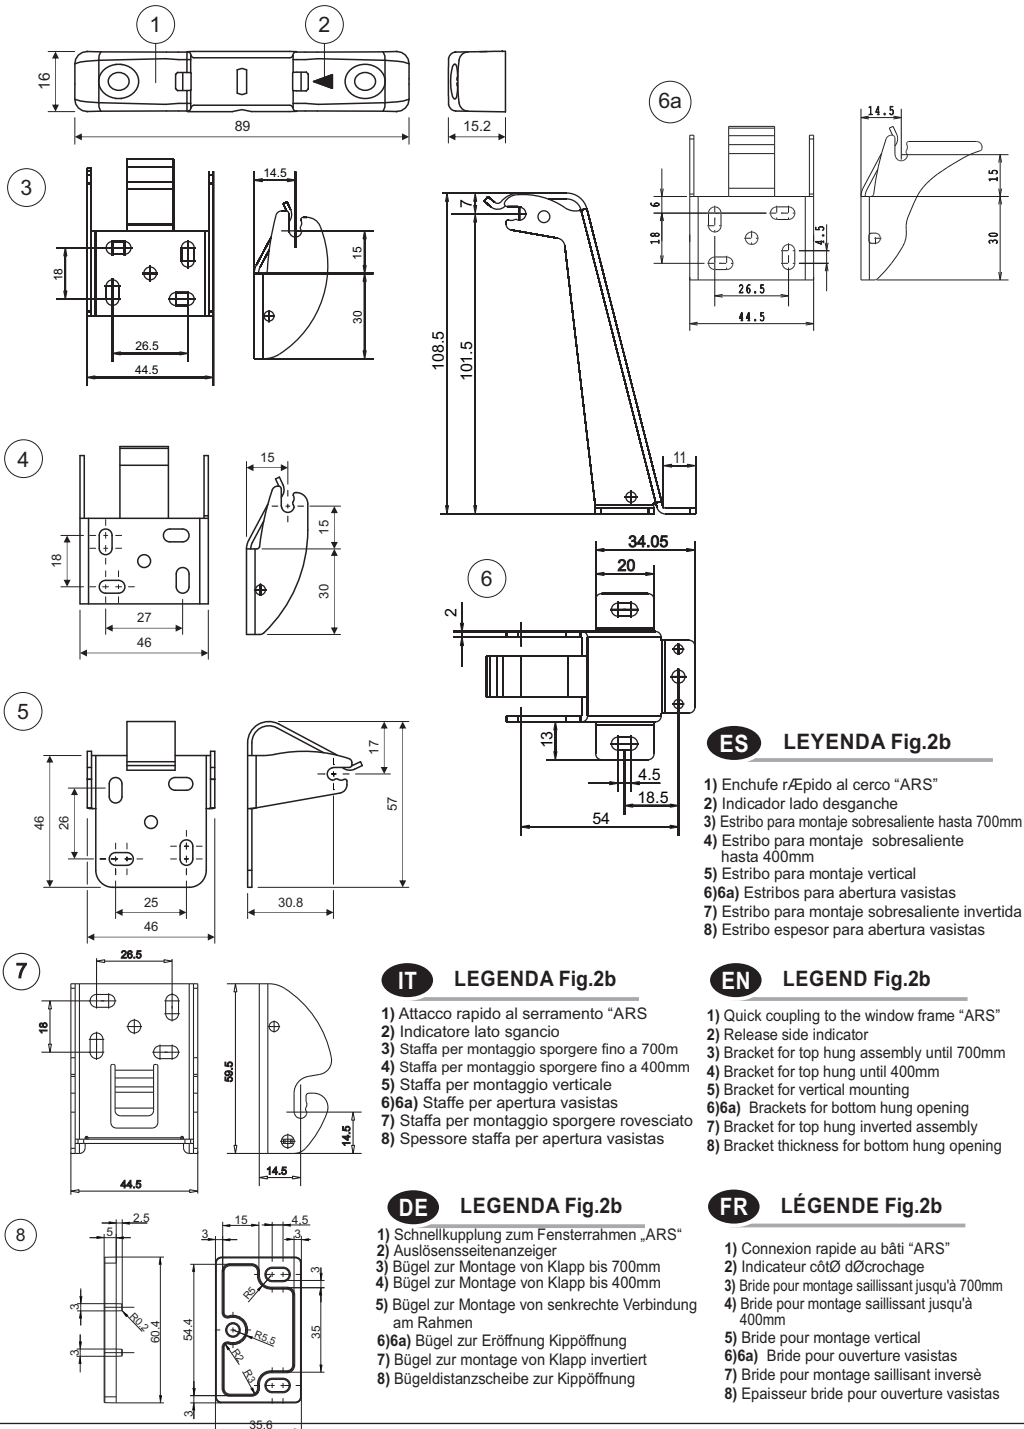 1
2
16
89
15.2
6a
14.5
15
30
6
18
4.5
26.5
44.5
3
14.5
15
30
18
26.5
44.5
7
108.5
101.5
11
4
15
15
30
18
27
46
6
34.05
20
2
13
4.5
18.5
54
5
17
57
46
26
25
46
30.8
ES LEYENDA Fig.2b
1) Enchufe rÆpido al cerco “ARS”
2) Indicador lado desganche
3) Estribo para montaje sobresaliente hasta 700mm
4) Estribo para montaje sobresaliente
hasta 400mm
5) Estribo para montaje vertical
6)6a) Estribos para abertura vasistas
7) Estribo para montaje sobresaliente invertida
8) Estribo espesor para abertura vasistas
7
26.5
18
59.5
14.5
14.5
44.5
IT LEGENDA Fig.2b
1) Attacco rapido al serramento “ARS
2) Indicatore lato sgancio
3) Staffa per montaggio sporgere fino a 700m
4) Staffa per montaggio sporgere fino a 400mm
5) Staffa per montaggio verticale
6)6a) Staffe per apertura vasistas
7) Staffa per montaggio sporgere rovesciato
8) Spessore staffa per apertura vasistas
EN LEGEND Fig.2b
1) Quick coupling to the window frame “ARS”
2) Release side indicator
3) Bracket for top hung assembly until 700mm
4) Bracket for top hung until 400mm
5) Bracket for vertical mounting
6)6a) Brackets for bottom hung opening
7) Bracket for top hung inverted assembly
8) Bracket thickness for bottom hung opening
8
2.5
5
3
3
R0.2
60.4
15
4.5
3
3
3
R5
54.4
R5.5
35
R2
R3
3
35.6
DE LEGENDA Fig.2b
1) Schnellkupplung zum Fensterrahmen „ARS“
2) Auslösensseitenanzeiger
3) Bügel zur Montage von Klapp bis 700mm
4) Bügel zur Montage von Klapp bis 400mm
5) Bügel zur Montage von senkrechte Verbindung
am Rahmen
6)6a) Bügel zur Eröffnung Kippöffnung
7) Bügel zur montage von Klapp invertiert
8) Bügeldistanzscheibe zur Kippöffnung
FR LÉGENDE Fig.2b
1) Connexion rapide au bâti “ARS”
2) Indicateur côtØ dØcrochage
3) Bride pour montage saillissant jusqu'à 700mm
4) Bride pour montage saillissant jusqu'à
400mm
5) Bride pour montage vertical
6)6a) Bride pour ouverture vasistas
7) Bride pour montage saillisant inversè
8) Epaisseur bride pour ouverture vasistas